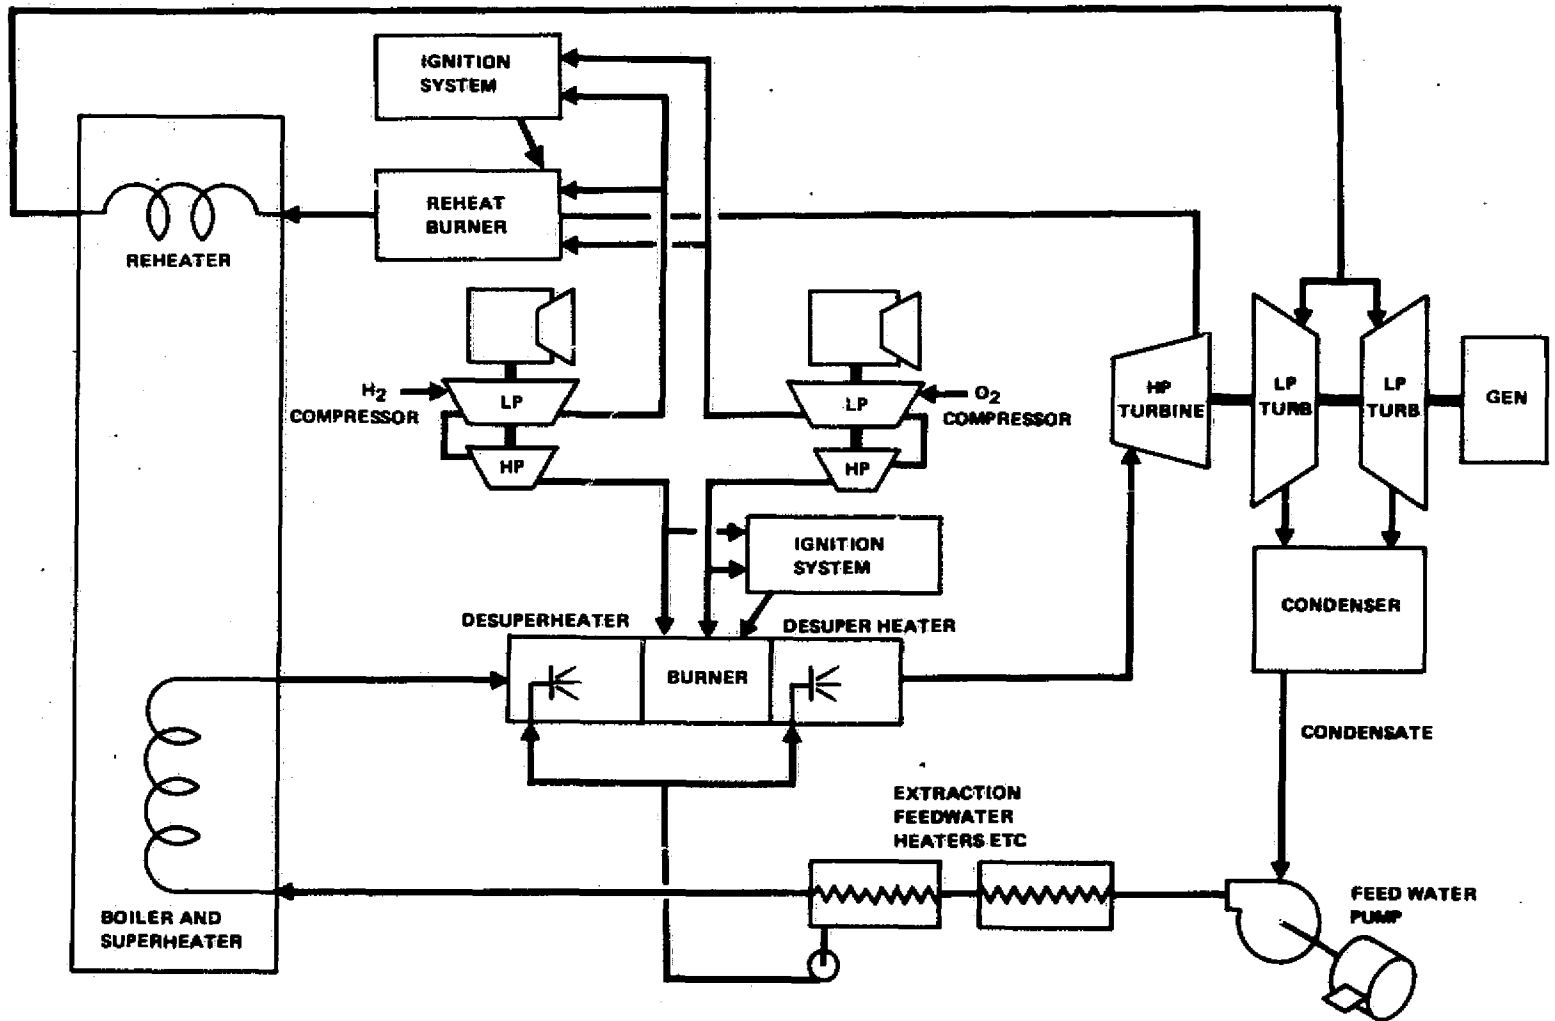 IGNITION
SYSTEM
REHEAT
BURNER
REHEATER
H2
COMPRESSOR
LP
HP
LP
HP
O2
COMPRESSOR
HP
TURBINE
LP
TURB
LP
TURB
GEN
IGNITION
SYSTEM
CONDENSER
DESUPERHEATER
DESUPER HEATER
BURNER
CONDENSATE
EXTRACTION
FEEDWATER
HEATERS ETC
BOILER AND
SUPERHEATER
FEED WATER
PUMP